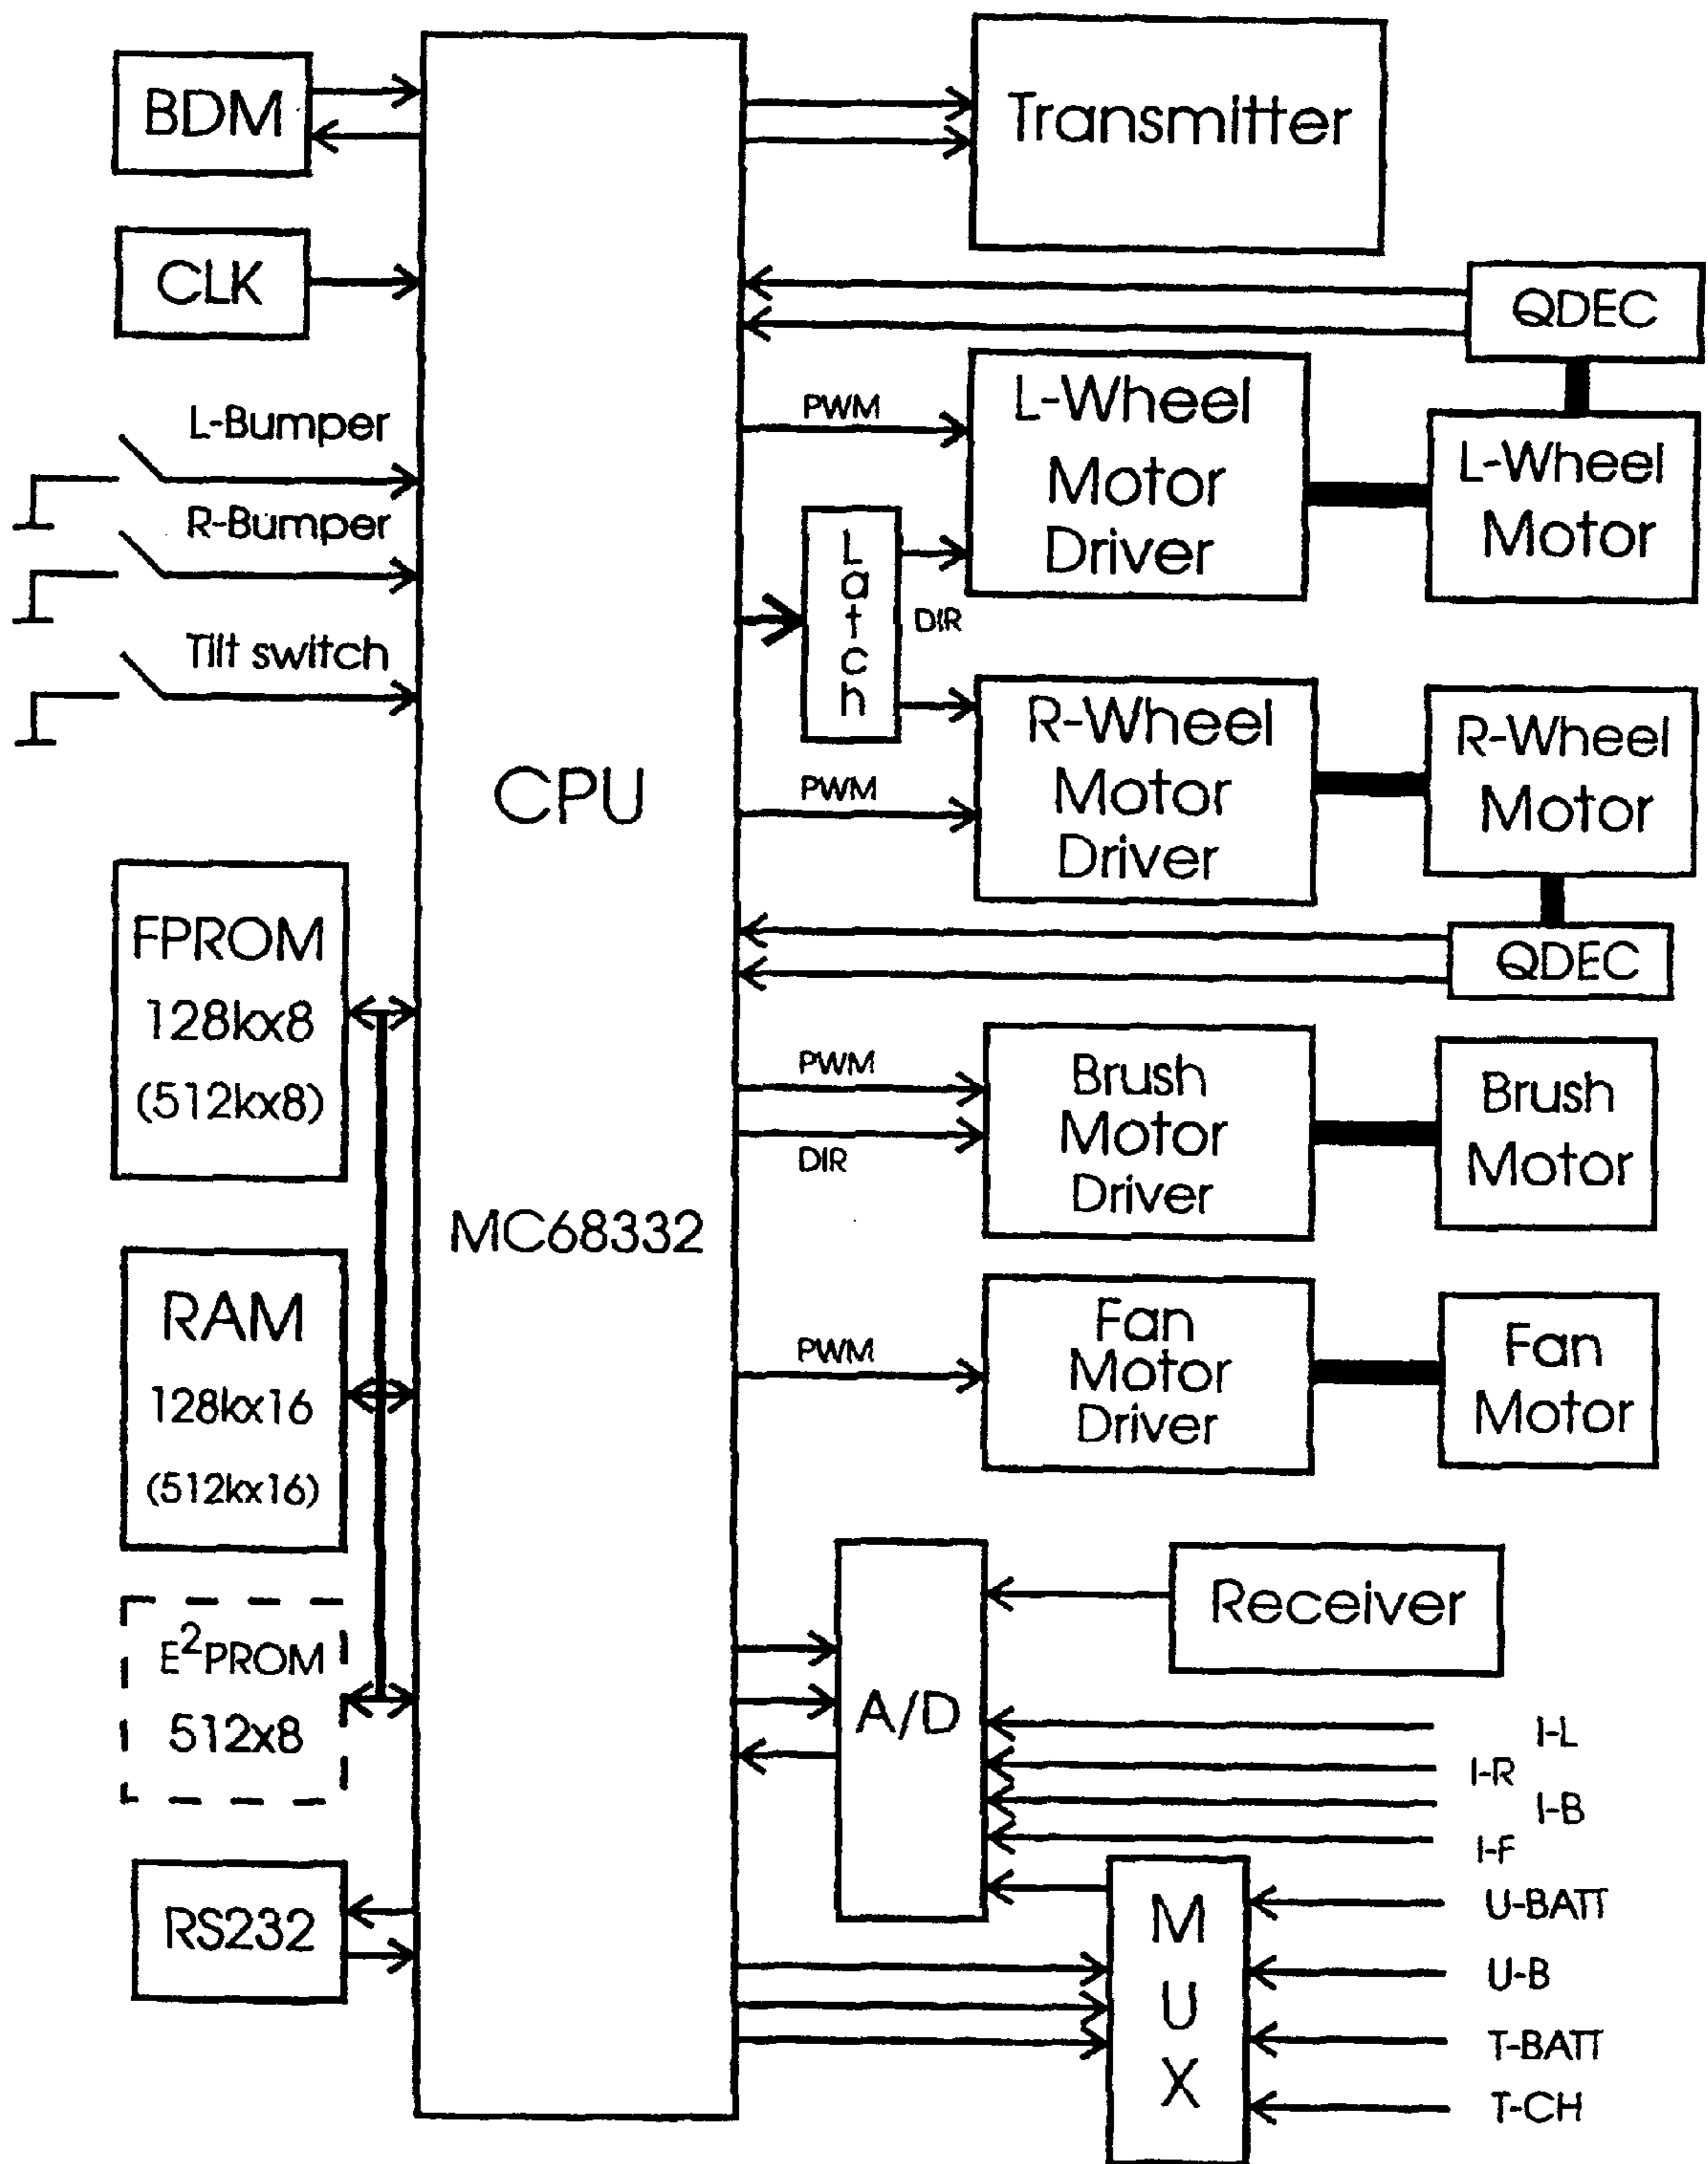 BDM
Transmitter
CLK
QDEC
PWM
L-Wheel
Motor
Driver
L-Wheel
Motor
L-Bumper
R-Bumper
Tilt switch
Latch
DIR
R-Wheel
Motor
Driver
R-Wheel
Motor
PWM
CPU
MC68332
FPROM
128kx8
(512kx8)
QDEC
PWM
DIR
Brush
Motor
Driver
Brush
Motor
RAM
128kx16
(512kx16)
PWM
Fan
Motor
Driver
Fan
Motor
E²PROM
512x8
A/D
Receiver
I-L
I-R
I-B
I-F
RS232
MUX
U-BATT
U-B
T-BATT
T-CH